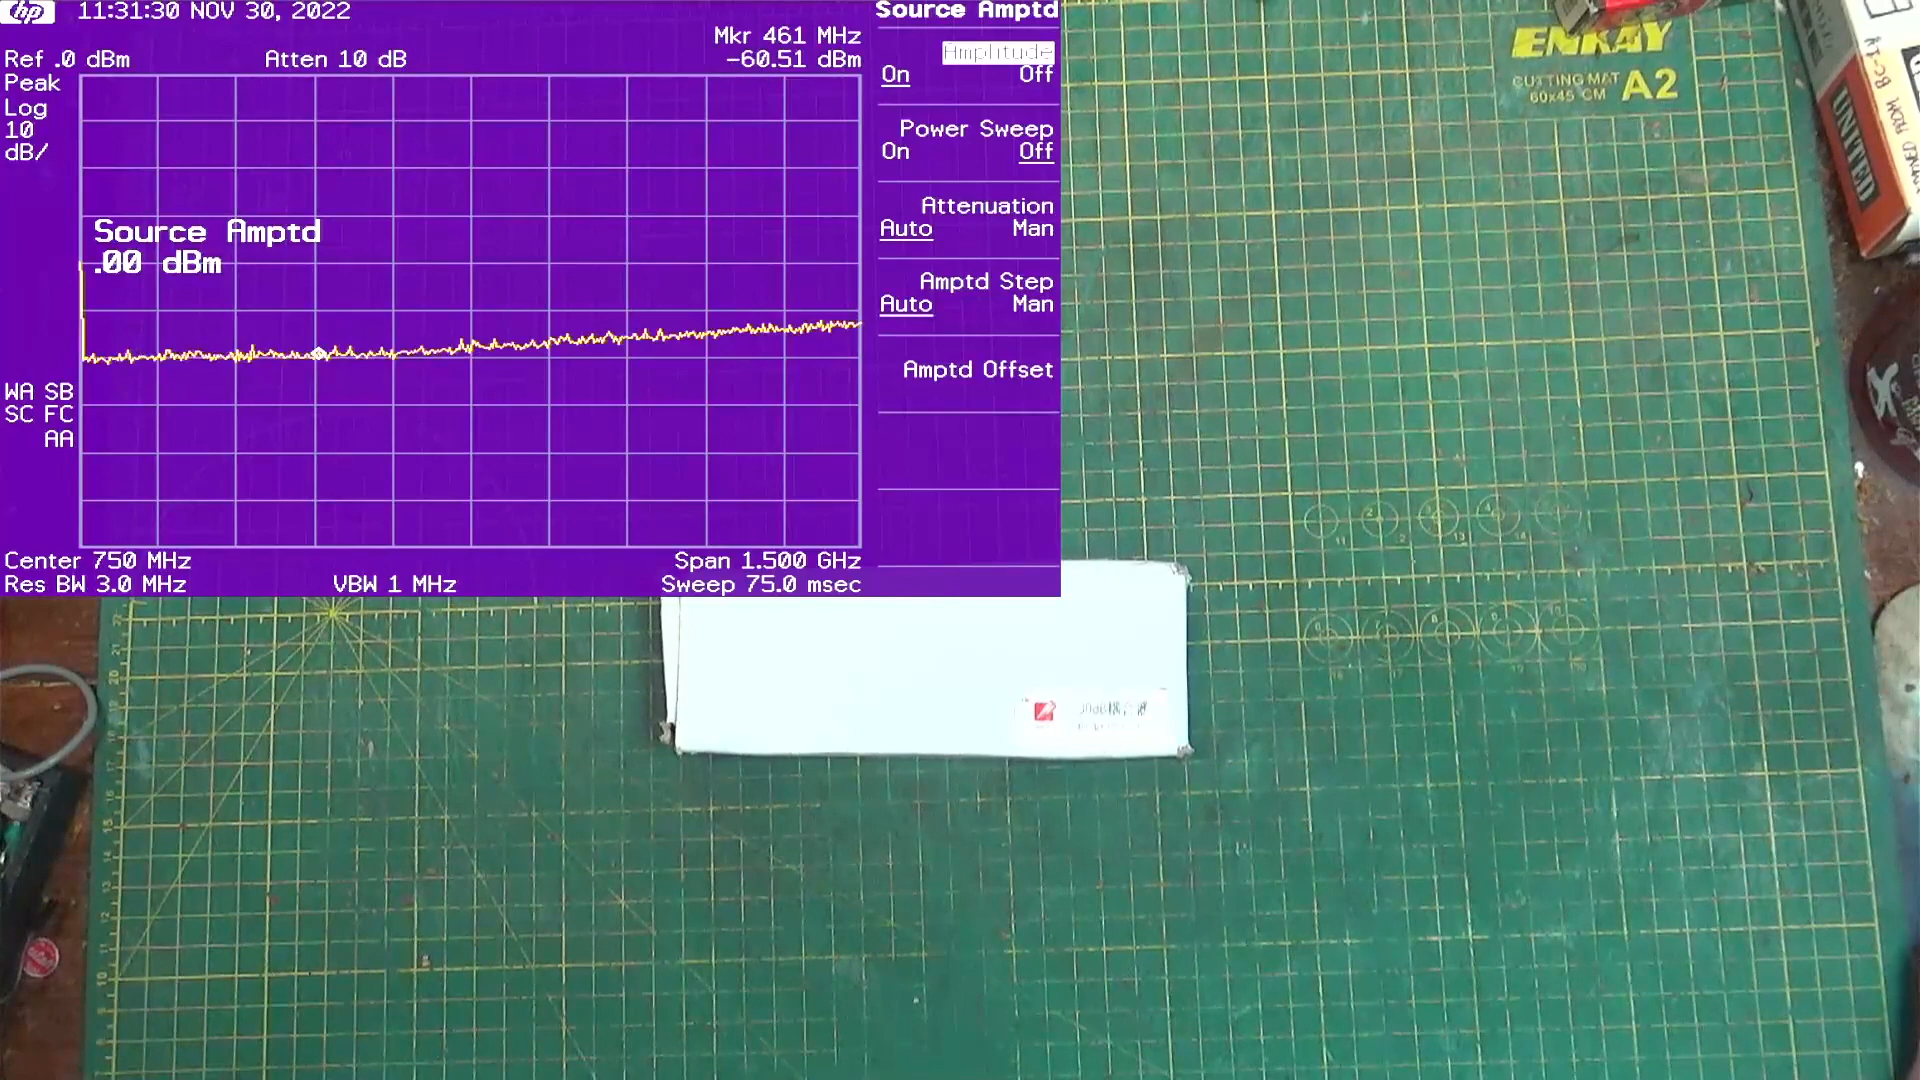 hp 11:31:30 NOV 30, 2022
Source Amptd
Mkr 461 MHz
Ref .0 dBm Atten 10 dB -60.51 dBm
Peak
Log
10
dB/
Source Amptd
.00 dBm
WA SB
SC FC
AA
Center 750 MHz Span 1.500 GHz
Res BW 3.0 MHz VBW 1 MHz Sweep 75.0 msec
Amplitude
On Off
Power Sweep
On Off
Attenuation
Auto Man
Amptd Step
Auto Man
Amptd Offset
ENKAY
CUTTING MAT A2
60x45 CM
UNITED